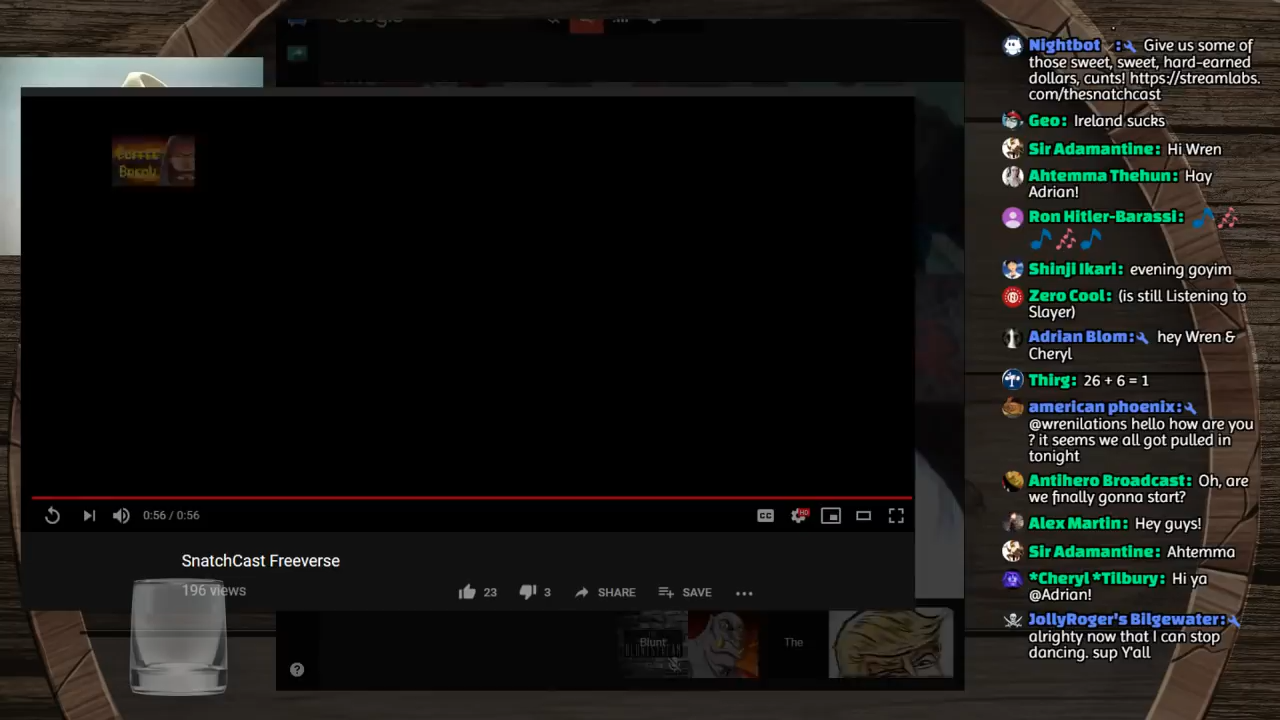 Google
COFFEE
Break
0:56 / 0:56
CC
HD
SnatchCast Freeverse
196 views
23
3
SHARE
SAVE
Blunt
The
Nightbot : Give us some of
those sweet, sweet, hard-earned
dollars, cunts! https://streamlabs.
com/thesnatchcast
Geo: Ireland sucks
Sir Adamantine: Hi Wren
Ahtemma Thehun: Hay
Adrian!
Ron Hitler-Barassi:
Shinji Ikari: evening goyim
Zero Cool: (is still Listening to
Slayer)
Adrian Blom: hey Wren &
Cheryl
Thirg: 26 + 6 = 1
american phoenix:
@wrenilations hello how are you
? it seems we all got pulled in
tonight
Antihero Broadcast: Oh, are
we finally gonna start?
Alex Martin: Hey guys!
Sir Adamantine: Ahtemma
*Cheryl *Tilbury: Hi ya
@Adrian!
JollyRoger's Bilgewater:
alrighty now that I can stop
dancing. sup Y'all